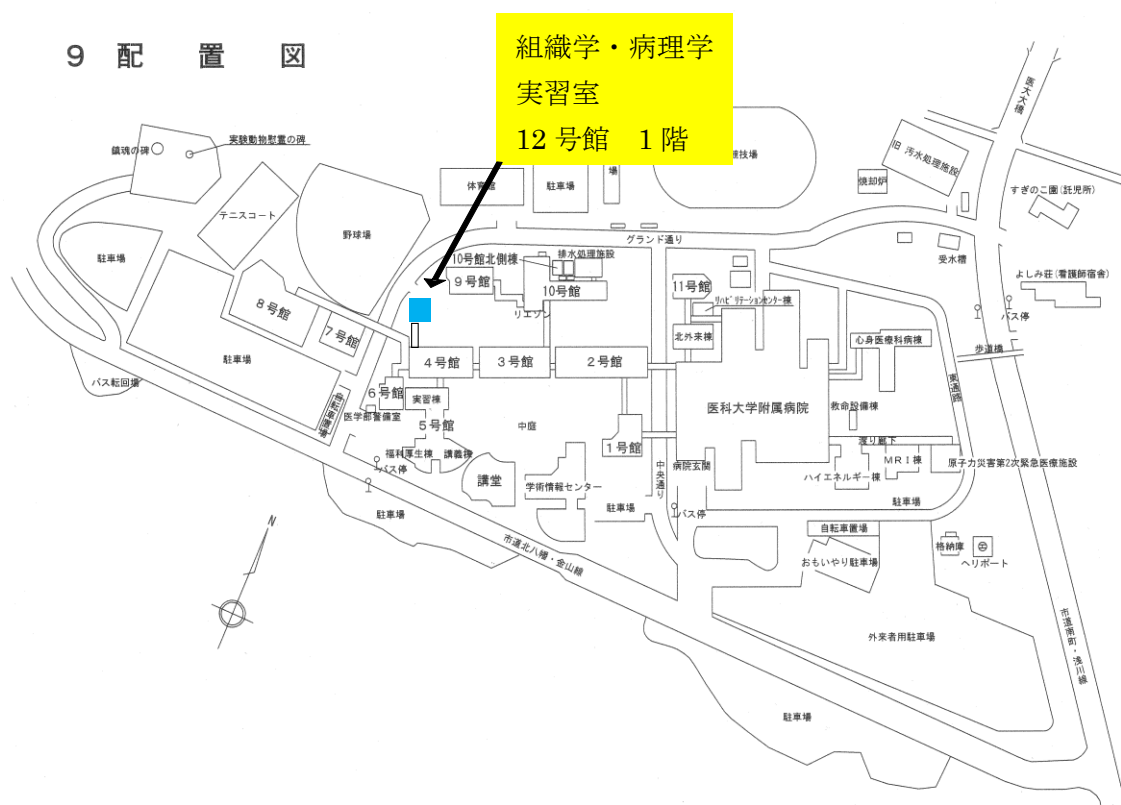 ９ 配 置 図
組織学・病理学
実習室
12 号館　1 階
鎮魂の碑
実験動物慰霊の碑
テニスコート
野球場
体育館
駐車場
場
競技場
焼却炉
旧 汚水処理施設
医大大橋
すぎのこ園(託児所)
駐車場
グランド通り
受水槽
よしみ荘(看護師宿舎)
バス停
10号館北側棟
排水処理施設
９号館
10号館
リエゾン
11号館
ﾘﾊﾋﾞﾘﾃｰｼｮﾝｾﾝﾀｰ棟
北外来棟
心身医療科病棟
歩道橋
東通路
８号館
７号館
駐車場
バス転回場
自転車置場
４号館
３号館
２号館
６号館
実習棟
医学部警備室
５号館
中庭
１号館
医科大学附属病院
救命設備棟
渡り廊下
福利厚生棟
講義棟
バス停
講堂
学術情報センター
中央通り
病院玄関
ハイエネルギー棟
ＭＲＩ棟
原子力災害第2次緊急医療施設
駐車場
駐車場
駐車場
バス停
自転車置場
おもいやり駐車場
格納庫
ヘリポート
市道北八幡・金山線
N
外来者用駐車場
市道南町・浅川線
駐車場